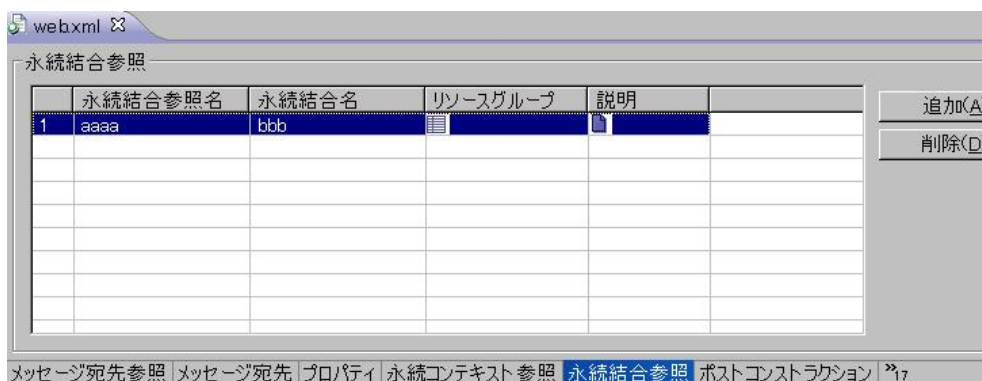 web.xml
永続結合参照
永続結合参照名 永続結合名 リソースグループ 説明
1 aaaa bbb
追加(A
削除(D
メッセージ宛先参照 メッセージ宛先 プロパティ 永続コンテキスト参照 永続結合参照 ポストコンストラクション »17